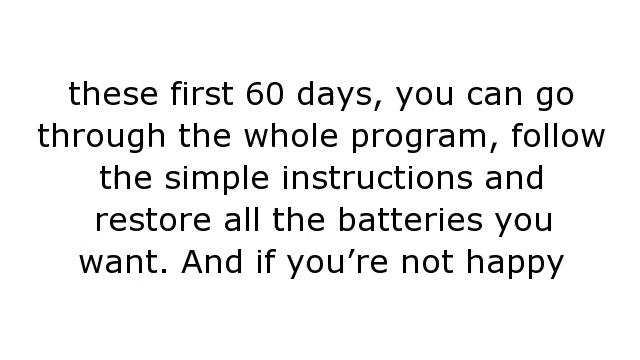 these first 60 days, you can go
through the whole program, follow
the simple instructions and
restore all the batteries you
want. And if you’re not happy